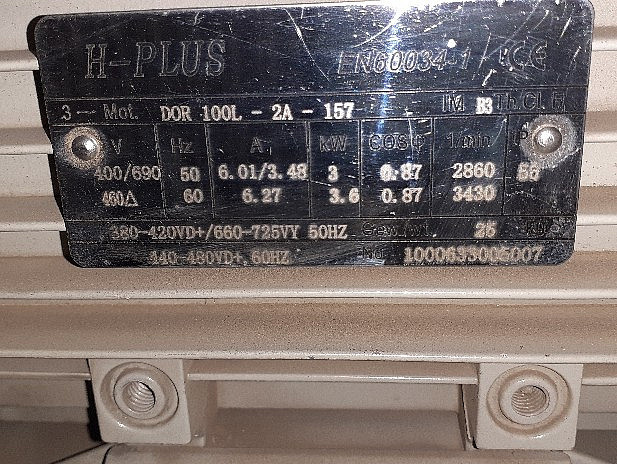 H-PLUS EN60034-1 CE
3 ~ Mot. DOR 100L - 2A - 157 IM B3 Th.Cl. F
V Hz A kW COSφ 1/min IP
400/690 50 6.01/3.48 3 0.87 2860 55
460Δ 60 6.27 3.6 0.87 3430
380-420VD+/660-725VY 50HZ 25
440-480VD+ 60HZ No. 1000633005007